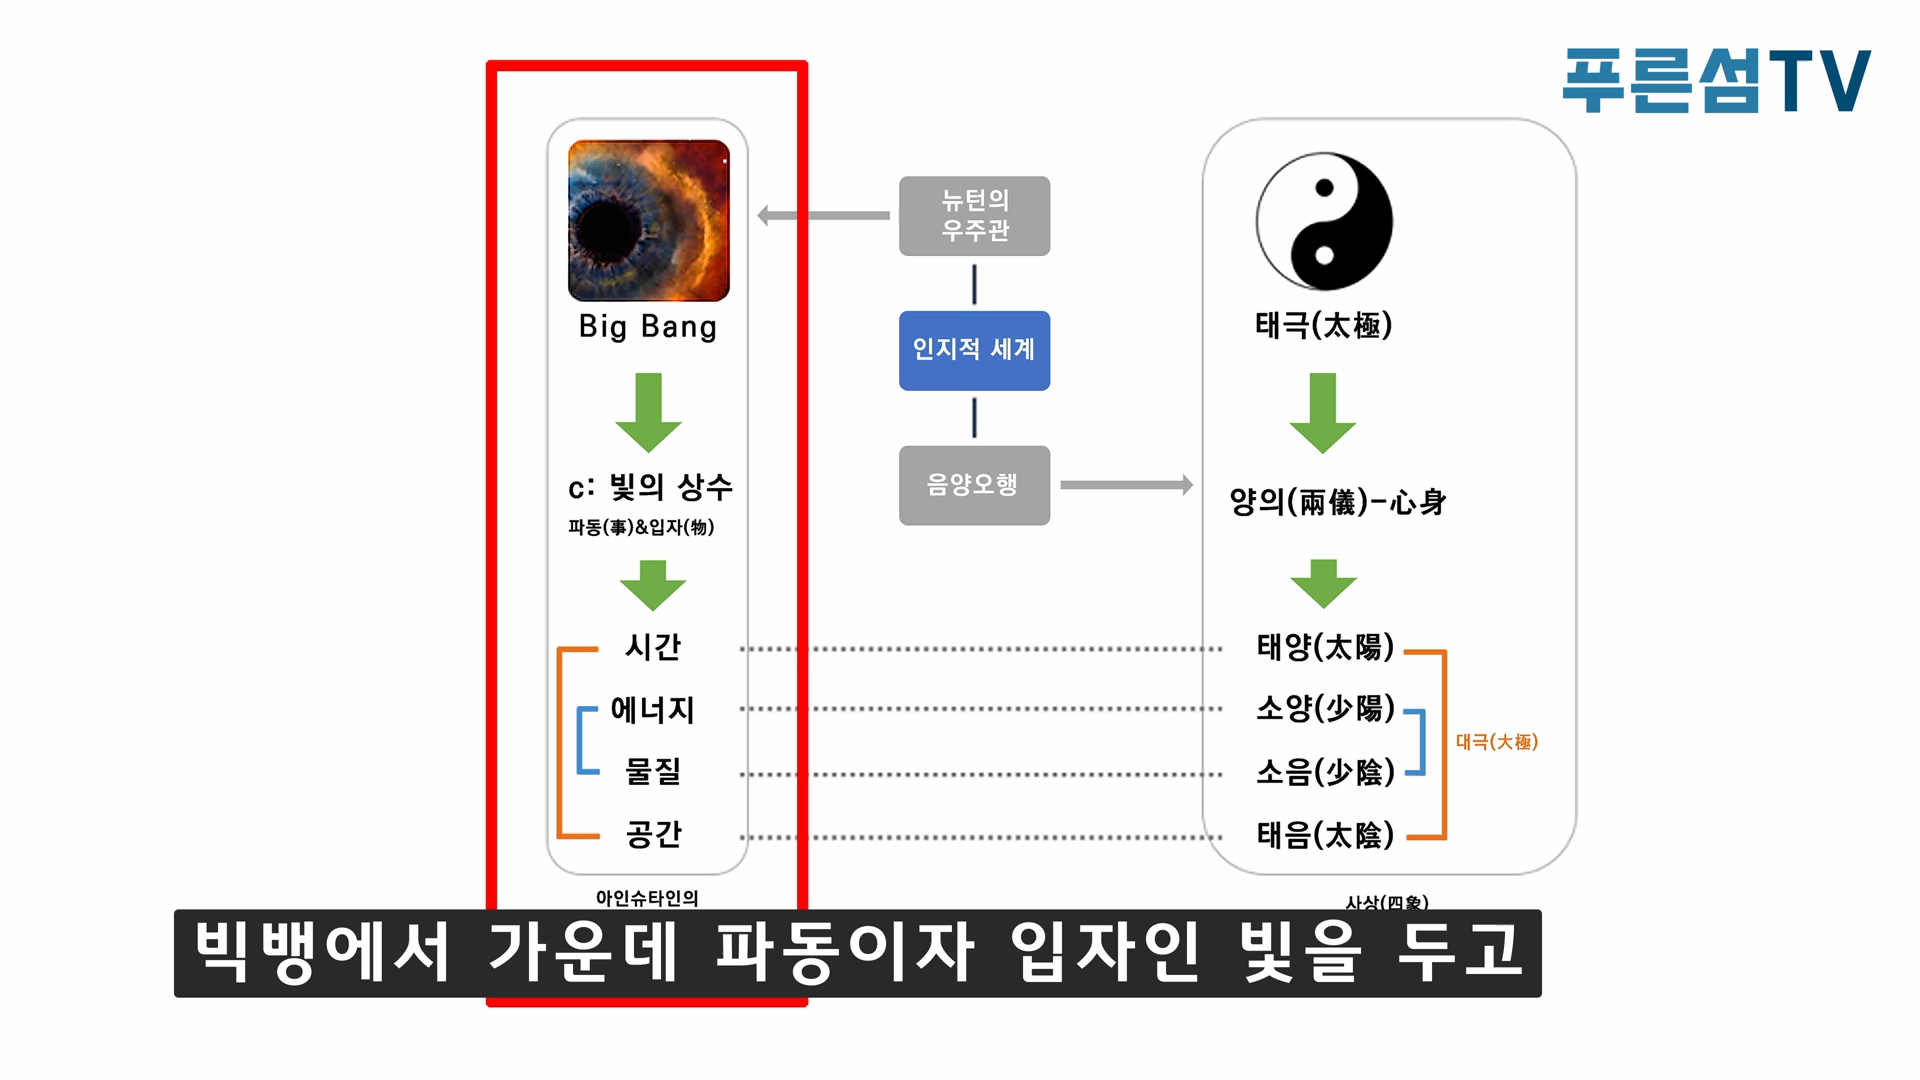 푸른섬TV
Big Bang
c: 빛의 상수
파동(事)&입자(物)
시간
에너지
물질
공간
아인슈타인의
뉴턴의
우주관
인지적 세계
음양오행
태극(太極)
양의(兩儀)-心身
태양(太陽)
소양(少陽)
소음(少陰)
태음(太陰)
대극(大極)
사상(四象)
빅뱅에서 가운데 파동이자 입자인 빛을 두고